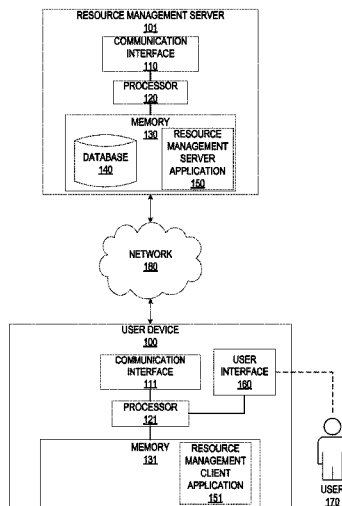 RESOURCE MANAGEMENT SERVER
101
COMMUNICATION
INTERFACE
110
PROCESSOR
120
MEMORY
130
DATABASE
140
RESOURCE
MANAGEMENT
SERVER
APPLICATION
150
NETWORK
180
USER DEVICE
100
COMMUNICATION
INTERFACE
111
USER
INTERFACE
160
PROCESSOR
121
MEMORY
131
RESOURCE
MANAGEMENT
CLIENT
APPLICATION
151
USER
170